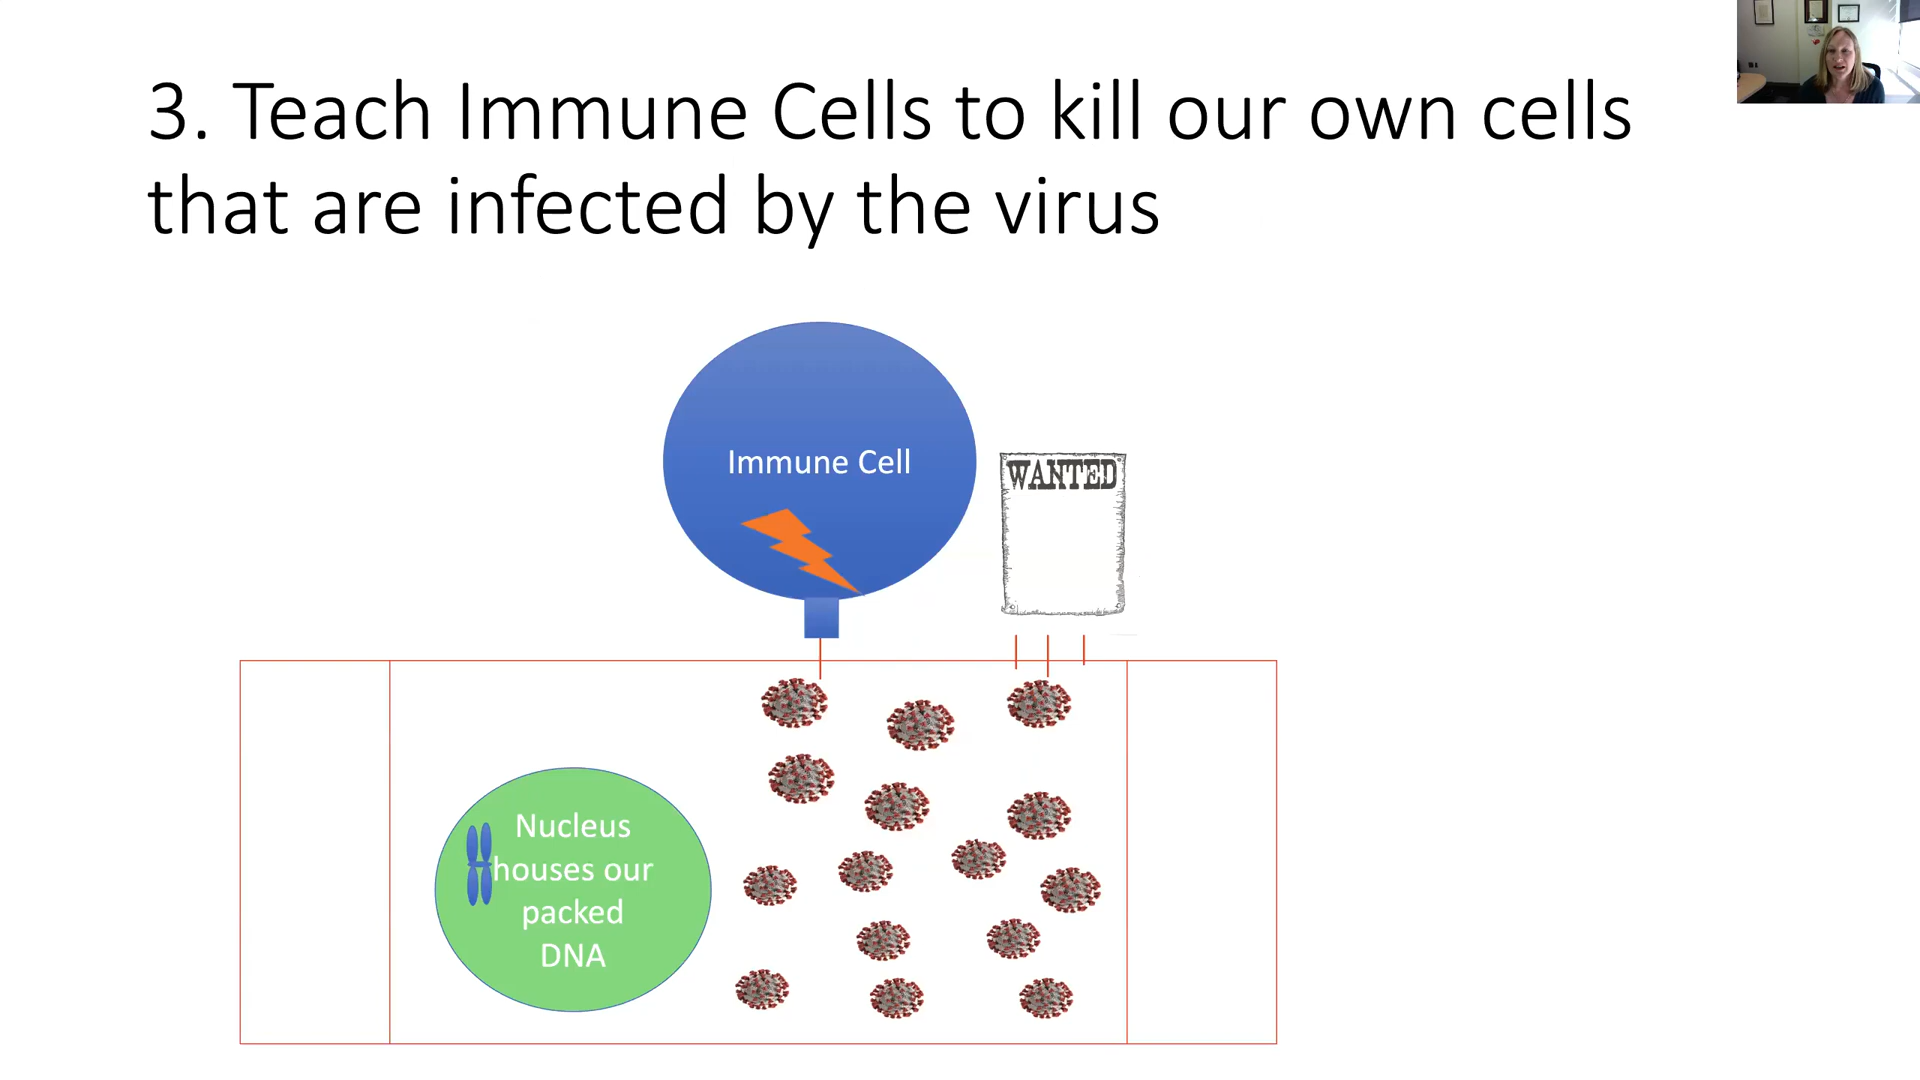 3. Teach Immune Cells to kill our own cells
that are infected by the virus
Immune Cell
WANTED
Nucleus
houses our
packed
DNA